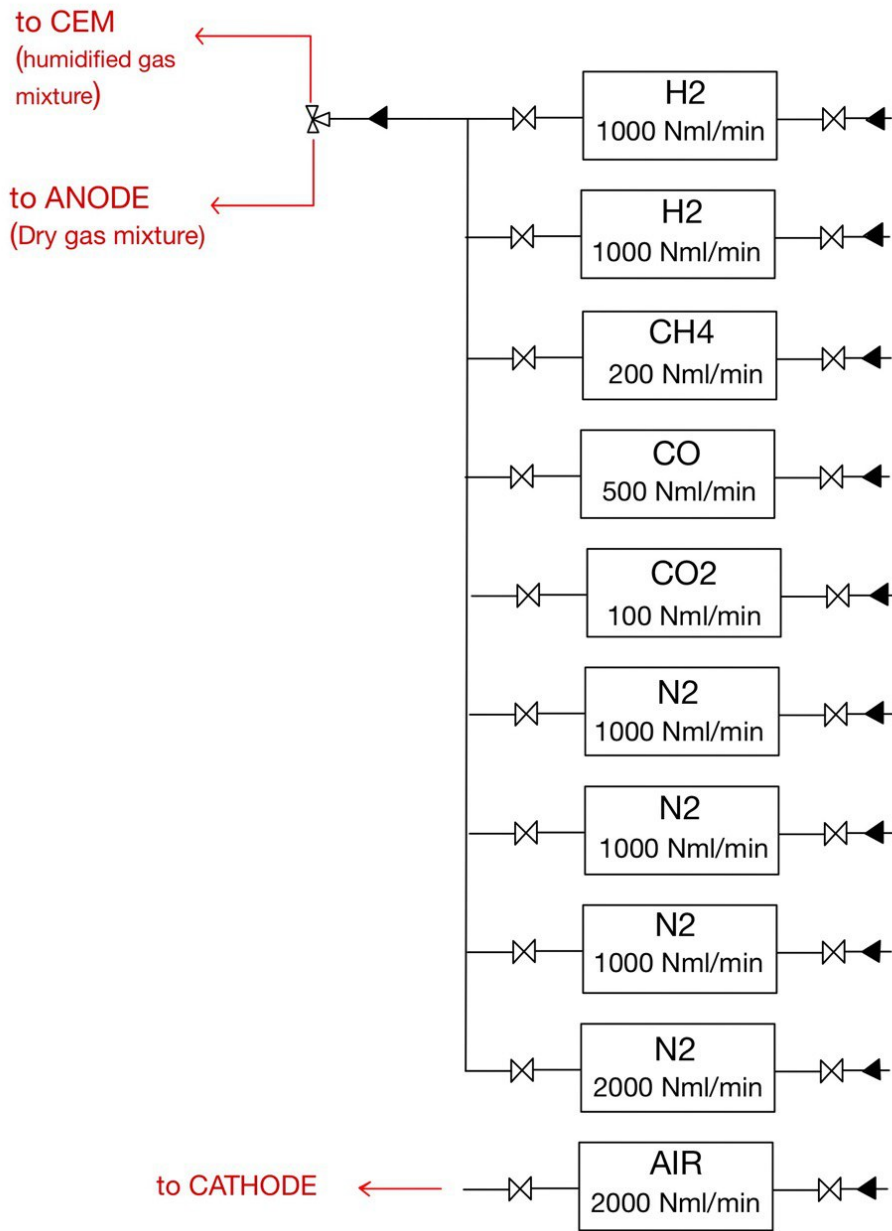 to CEM
(humidified gas
mixture)
to ANODE
(Dry gas mixture)
H2
1000 Nml/min
H2
1000 Nml/min
CH4
200 Nml/min
CO
500 Nml/min
CO2
100 Nml/min
N2
1000 Nml/min
N2
1000 Nml/min
N2
1000 Nml/min
N2
2000 Nml/min
to CATHODE
AIR
2000 Nml/min